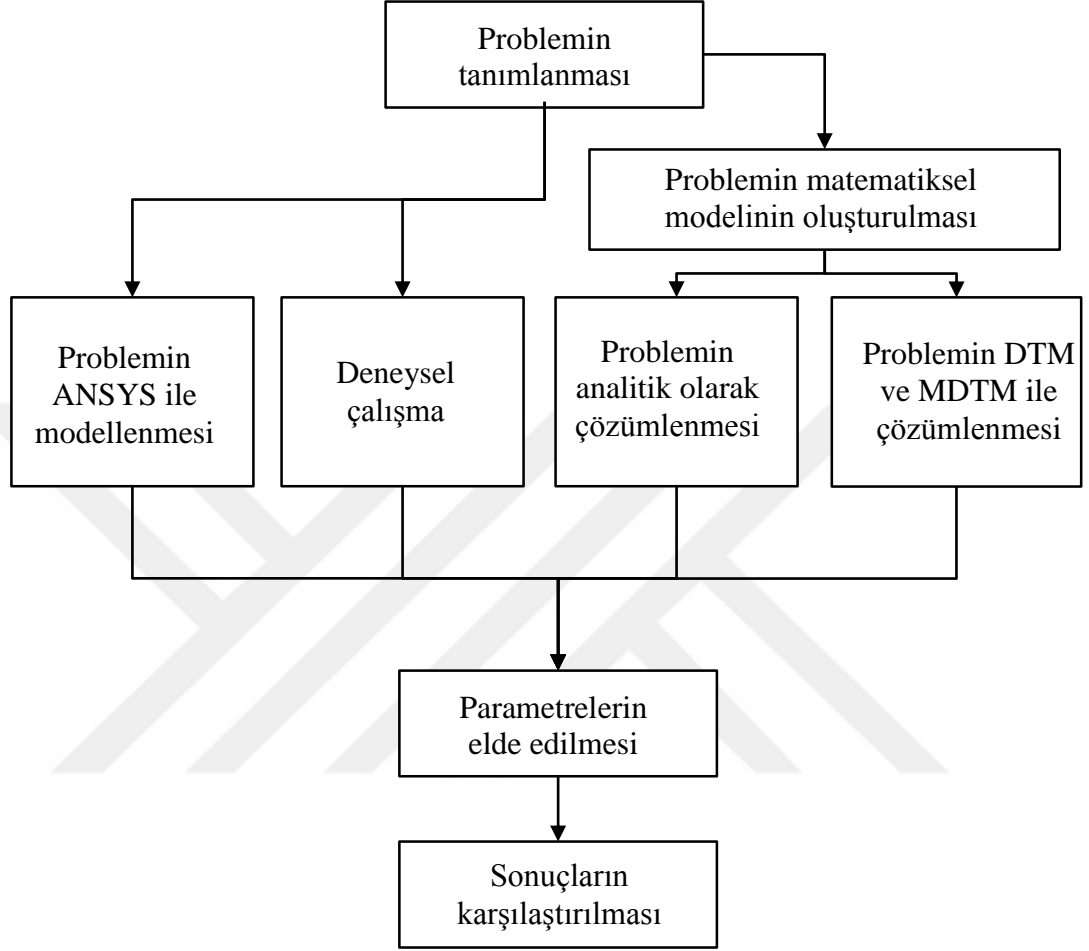 Problemin
tanımlanması
Problemin matematiksel
modelinin oluşturulması
Problemin
ANSYS ile
modellenmesi
Deneysel
çalışma
Problemin
analitik olarak
çözümlenmesi
Problemin DTM
ve MDTM ile
çözümlenmesi
Parametrelerin
elde edilmesi
Sonuçların
karşılaştırılması